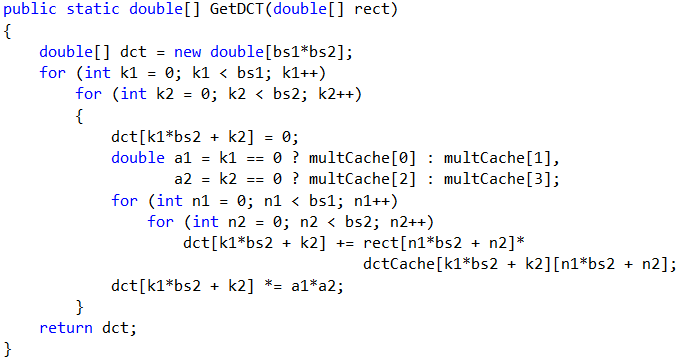 public static double[] GetDCT(double[] rect)
{
    double[] dct = new double[bs1*bs2];
    for (int k1 = 0; k1 < bs1; k1++)
        for (int k2 = 0; k2 < bs2; k2++)
        {
            dct[k1*bs2 + k2] = 0;
            double a1 = k1 == 0 ? multCache[0] : multCache[1],
                   a2 = k2 == 0 ? multCache[2] : multCache[3];
            for (int n1 = 0; n1 < bs1; n1++)
                for (int n2 = 0; n2 < bs2; n2++)
                    dct[k1*bs2 + k2] += rect[n1*bs2 + n2]*
                                        dctCache[k1*bs2 + k2][n1*bs2 + n2];
            dct[k1*bs2 + k2] *= a1*a2;
        }
    return dct;
}